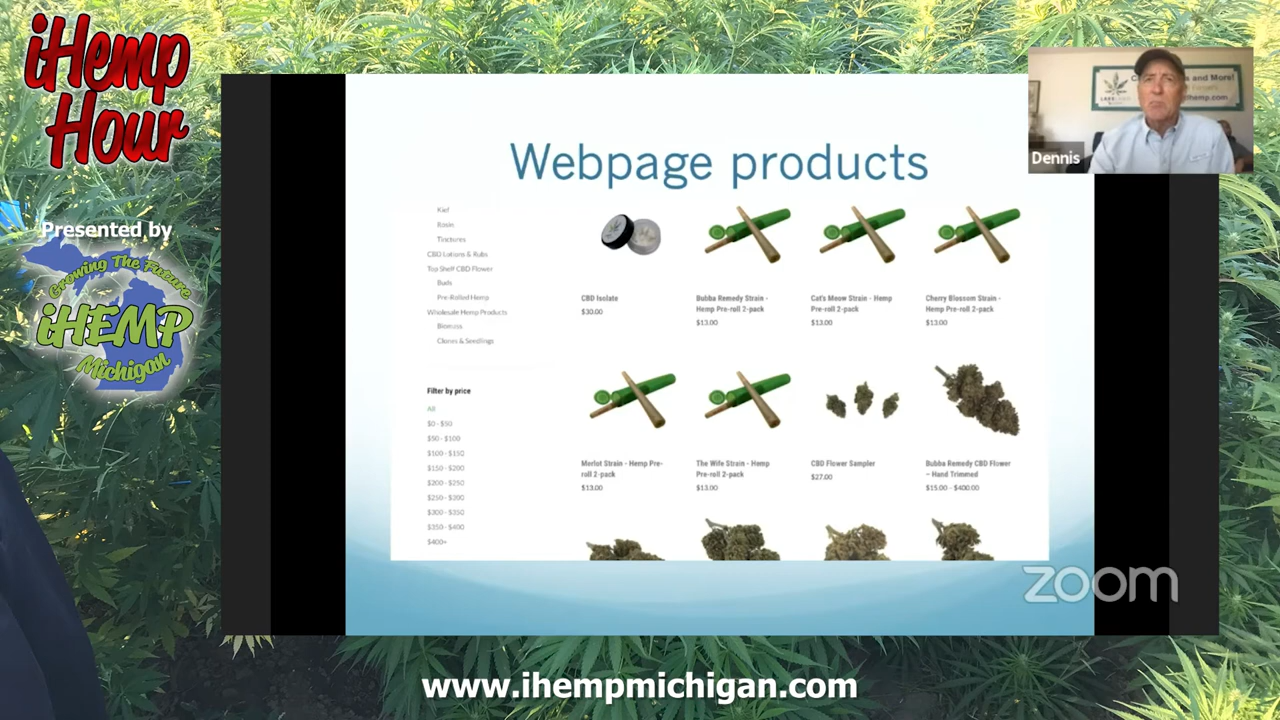 iHemp
Hour
Presented by
Growing The Future
iHEMP
Michigan
Webpage products
Dennis
Kief
Rosin
Tinctures
CBD Lotions & Rubs
Top Shelf CBD Flower
Buds
Pre-Rolled Hemp
Wholesale Hemp Products
Biomass
Clones & Seedlings
Filter by price
All
$0 - $50
$50 - $100
$100 - $150
$150 - $200
$200 - $250
$250 - $300
$300 - $350
$350 - $400
$400+
CBD Isolate
$30.00
Bubba Remedy Strain -
Hemp Pre-roll 2-pack
$13.00
Cat's Meow Strain - Hemp
Pre-roll 2-pack
$13.00
Cherry Blossom Strain -
Hemp Pre-roll 2-pack
$13.00
Merlot Strain - Hemp Pre-
roll 2-pack
$13.00
The Wife Strain - Hemp
Pre-roll 2-pack
$13.00
CBD Flower Sampler
$27.00
Bubba Remedy CBD Flower
– Hand Trimmed
$15.00 - $400.00
zoom
www.ihempmichigan.com